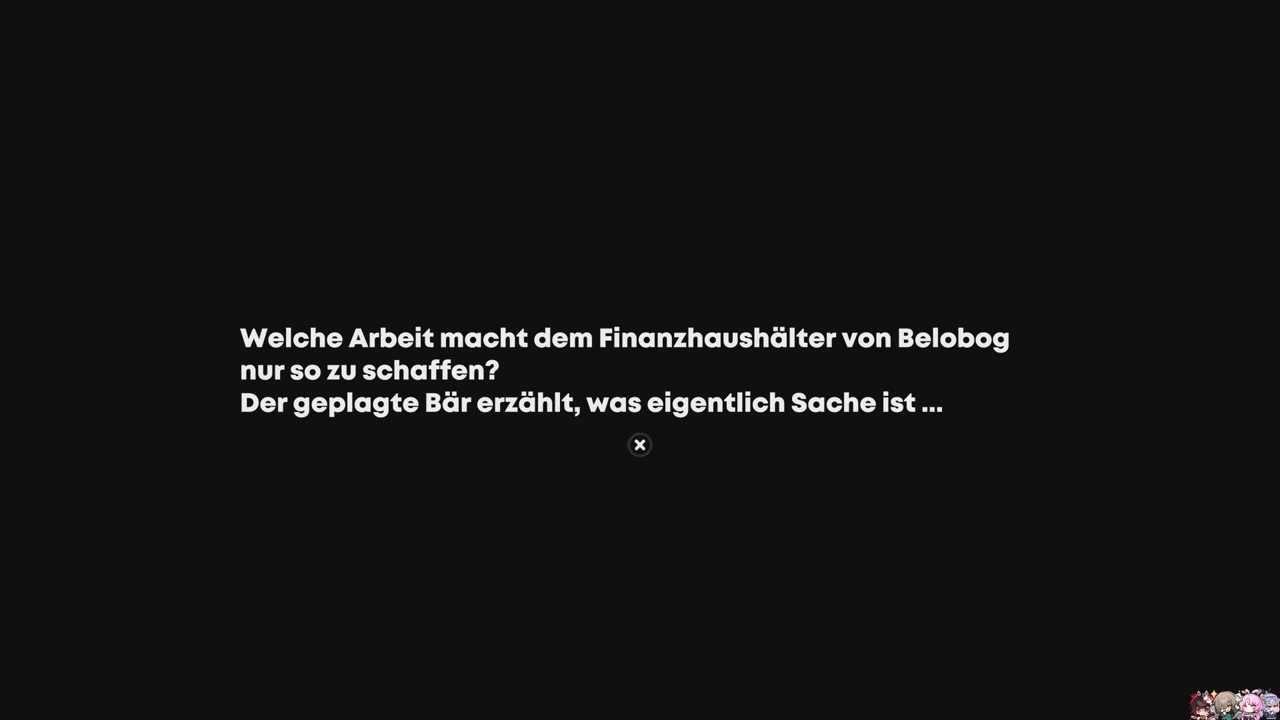 Welche Arbeit macht dem Finanzhaushälter von Belobog
nur so zu schaffen?
Der geplagte Bär erzählt, was eigentlich Sache ist ...